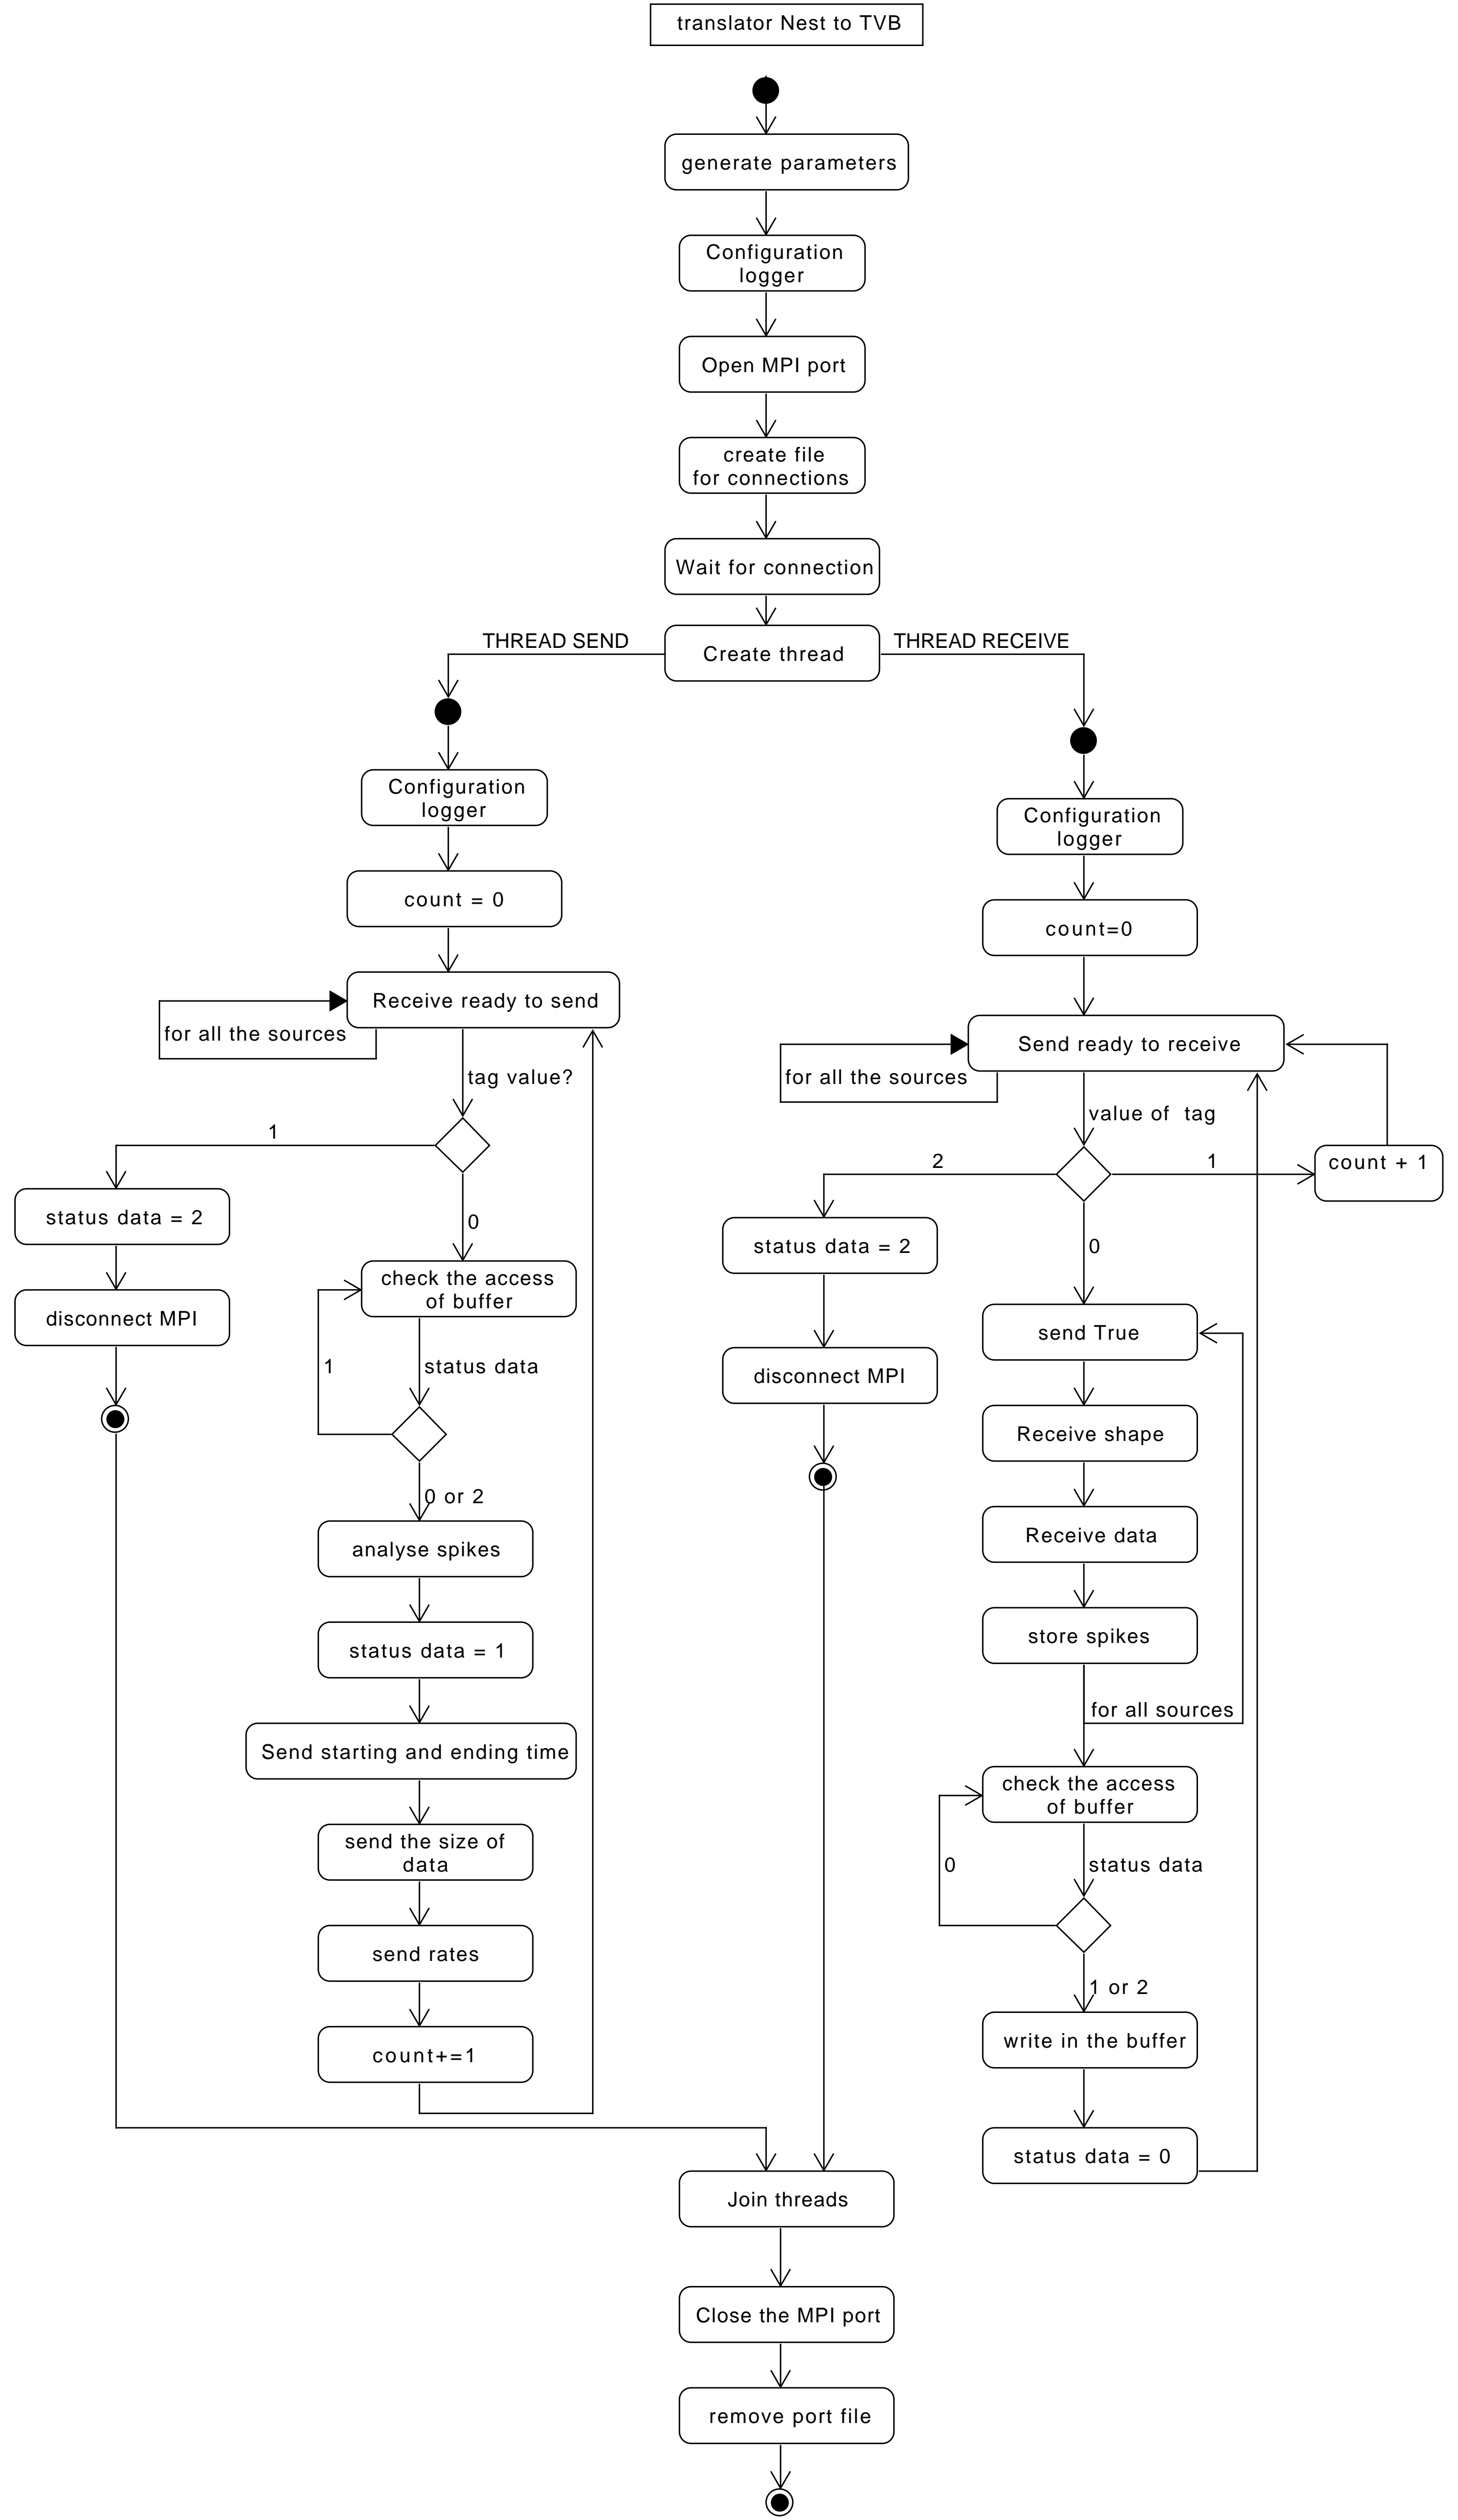 translator Nest to TVB
generate parameters
Configuration
logger
Open MPI port
create file
for connections
Wait for connection
Create thread
THREAD SEND
THREAD RECEIVE
Configuration
logger
count = 0
Receive ready to send
for all the sources
tag value?
1
status data = 2
disconnect MPI
0
check the access
of buffer
1
status data
0 or 2
analyse spikes
status data = 1
Send starting and ending time
send the size of
data
send rates
count+=1
Configuration
logger
count=0
Send ready to receive
for all the sources
value of  tag
2
1
count + 1
status data = 2
disconnect MPI
0
send True
Receive shape
Receive data
store spikes
for all sources
check the access
of buffer
0
status data
1 or 2
write in the buffer
status data = 0
Join threads
Close the MPI port
remove port file